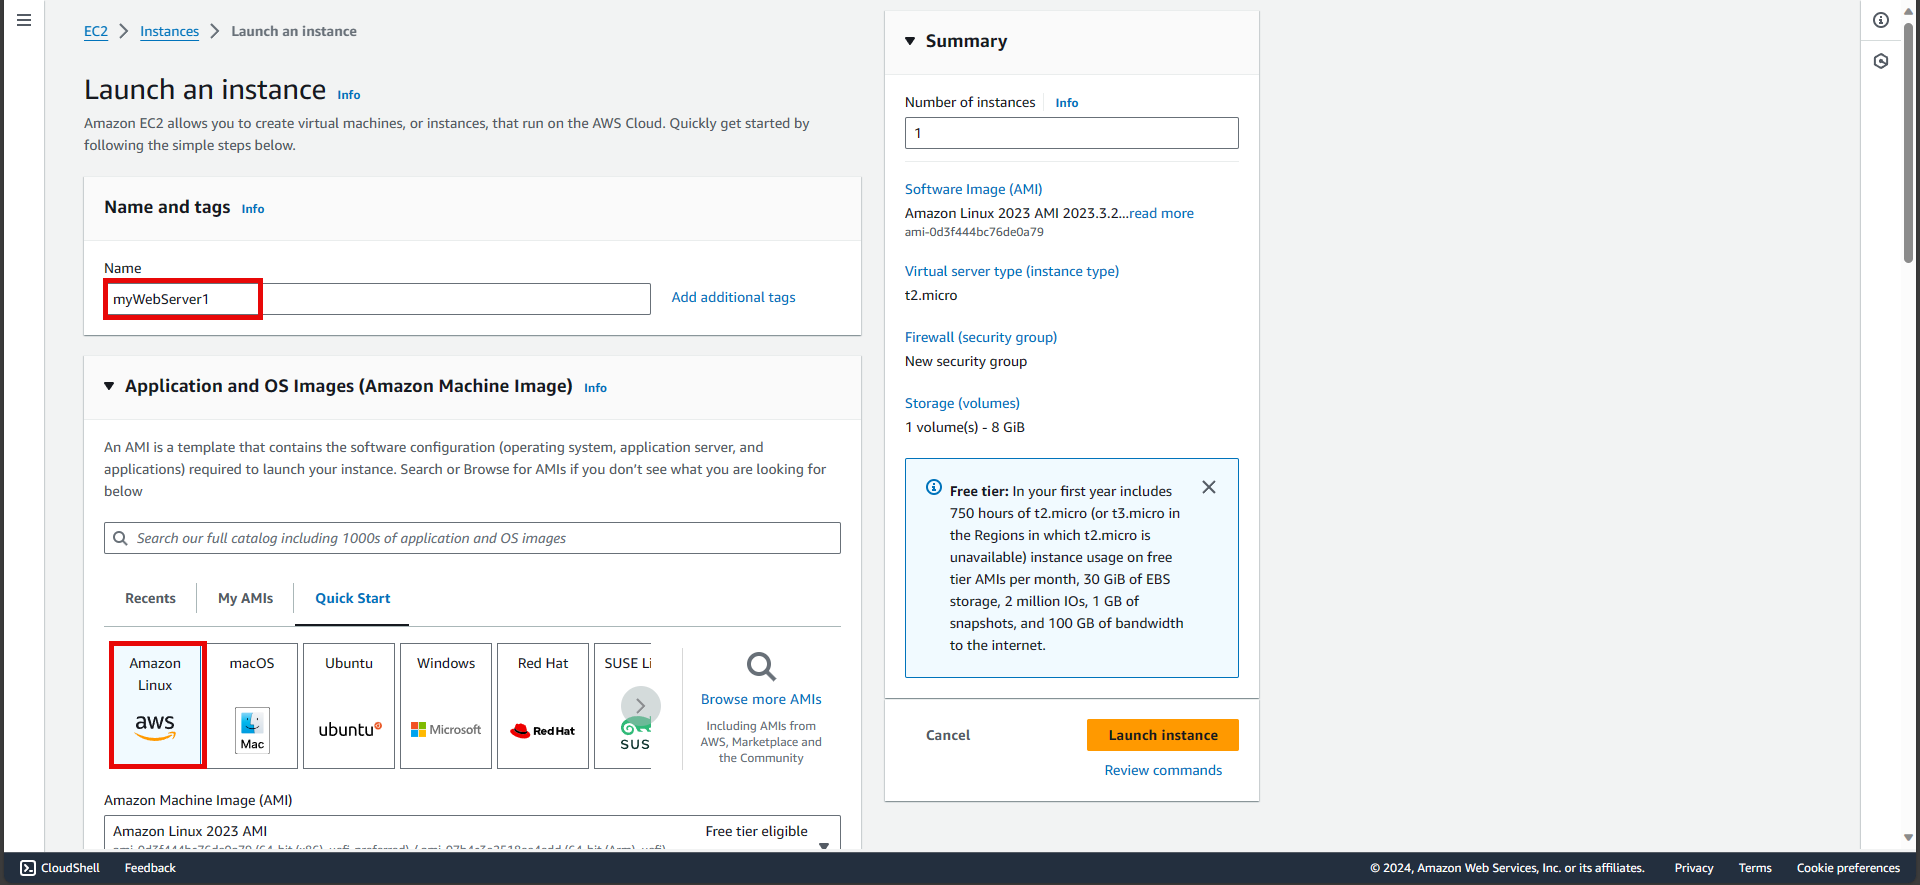 EC2 > Instances > Launch an instance
Launch an instance Info
Amazon EC2 allows you to create virtual machines, or instances, that run on the AWS Cloud. Quickly get started by
following the simple steps below.
Name and tags Info
Name
myWebServer1
Add additional tags
Application and OS Images (Amazon Machine Image) Info
An AMI is a template that contains the software configuration (operating system, application server, and
applications) required to launch your instance. Search or Browse for AMIs if you don’t see what you are looking for
below
Search our full catalog including 1000s of application and OS images
Recents
My AMIs
Quick Start
Amazon
Linux
aws
macOS
Mac
Ubuntu
ubuntu
Windows
Microsoft
Red Hat
Red Hat
SUSE Li
SUS
Browse more AMIs
Including AMIs from
AWS, Marketplace and
the Community
Amazon Machine Image (AMI)
Amazon Linux 2023 AMI
Free tier eligible
Summary
Number of instances Info
1
Software Image (AMI)
Amazon Linux 2023 AMI 2023.3.2...read more
ami-0d3f444bc76de0a79
Virtual server type (instance type)
t2.micro
Firewall (security group)
New security group
Storage (volumes)
1 volume(s) - 8 GiB
Free tier: In your first year includes
750 hours of t2.micro (or t3.micro in
the Regions in which t2.micro is
unavailable) instance usage on free
tier AMIs per month, 30 GiB of EBS
storage, 2 million IOs, 1 GB of
snapshots, and 100 GB of bandwidth
to the internet.
Cancel
Launch instance
Review commands
CloudShell
Feedback
© 2024, Amazon Web Services, Inc. or its affiliates.
Privacy
Terms
Cookie preferences